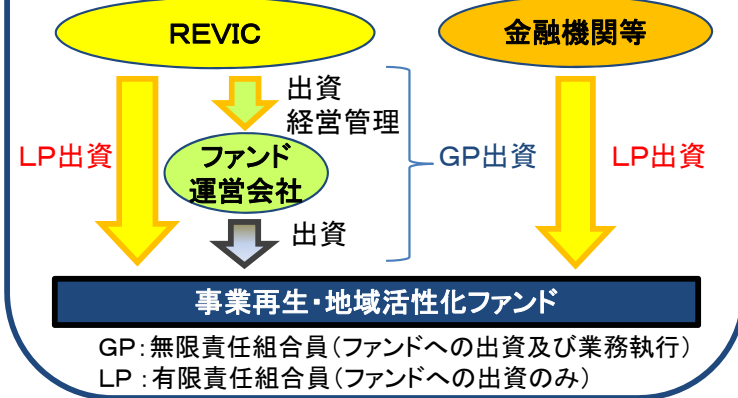 REVIC
金融機関等
出資
経営管理
LP出資
ファンド
運営会社
GP出資
LP出資
出資
事業再生・地域活性化ファンド
GP:無限責任組合員(ファンドへの出資及び業務執行)
LP:有限責任組合員(ファンドへの出資のみ)